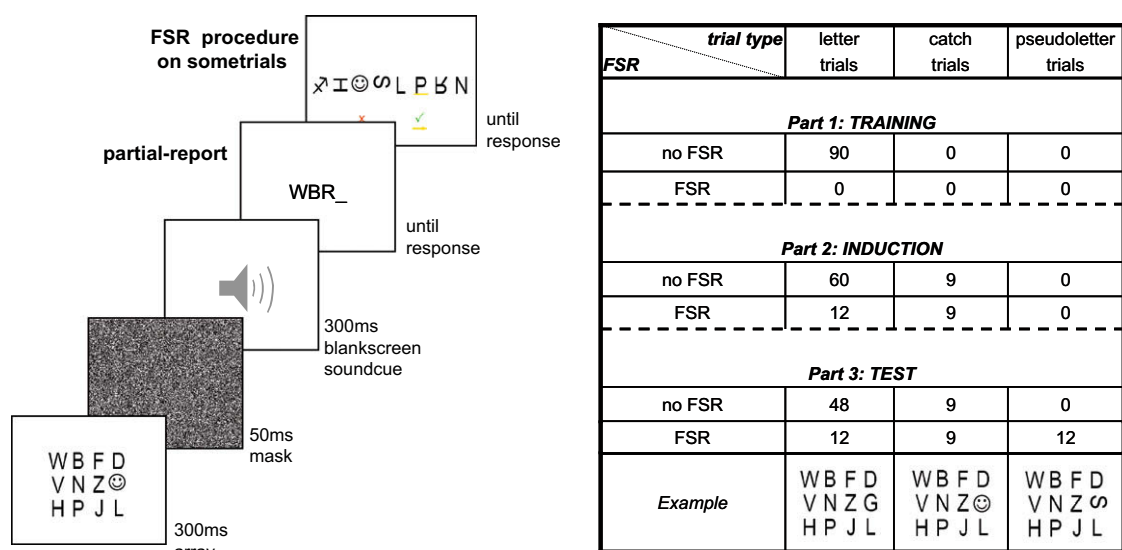 FSR procedure
on sometrials
N
until
response
partial-report
WBR_
until
response
300ms
blankscreen
soundcue
50ms
mask
W B F D
V N Z☺
H P J L
300ms
trial type letter trials catch trials pseudoletter trials
FSR
Part 1: TRAINING
no FSR 90 0 0
FSR 0 0 0
Part 2: INDUCTION
no FSR 60 9 0
FSR 12 9 0
Part 3: TEST
no FSR 48 9 0
FSR 12 9 12
Example
W B F D W B F D W B F D
V N Z G V N Z☺ V N Z
H P J L H P J L H P J L